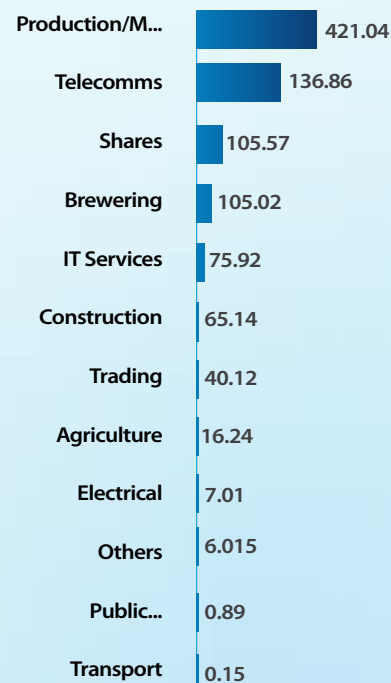 Production/M... 421.04
Telecomms 136.86
Shares 105.57
Brewering 105.02
IT Services 75.92
Construction 65.14
Trading 40.12
Agriculture 16.24
Electrical 7.01
Others 6.015
Public... 0.89
Transport 0.15